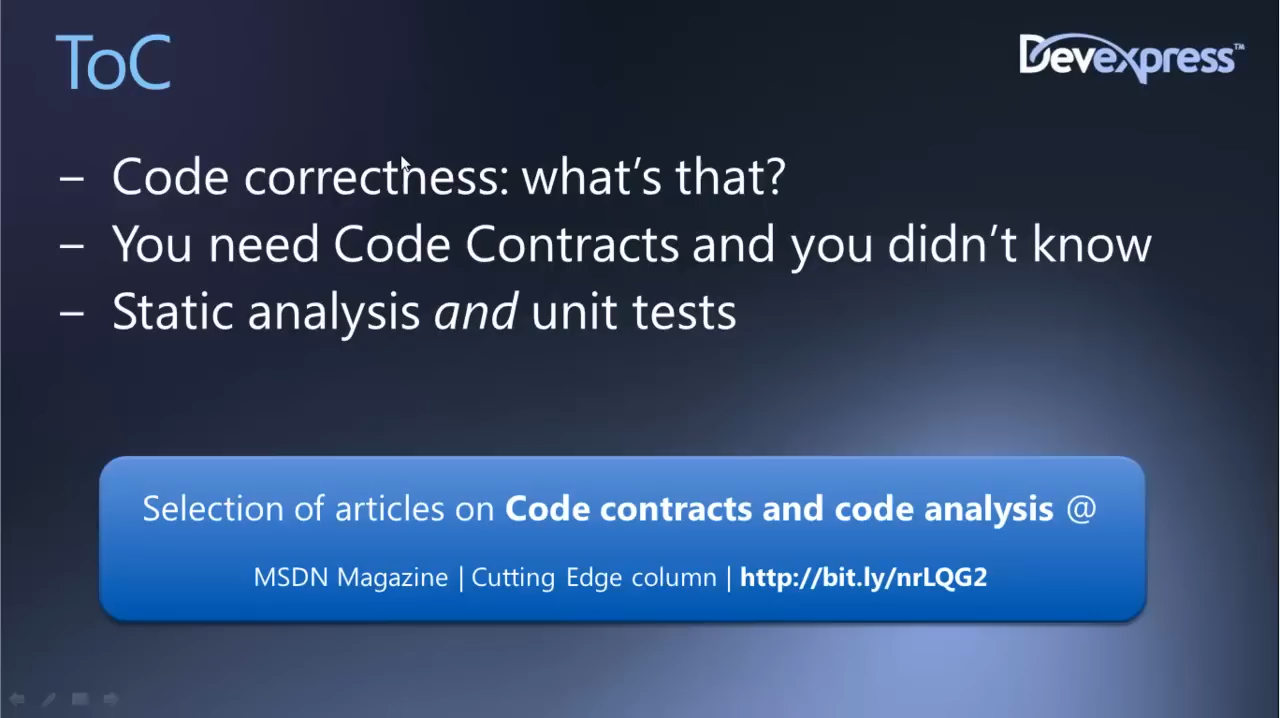 ToC
Devexpress™
– Code correctness: what's that?
– You need Code Contracts and you didn't know
– Static analysis and unit tests
Selection of articles on Code contracts and code analysis @
MSDN Magazine | Cutting Edge column | http://bit.ly/nrLQG2